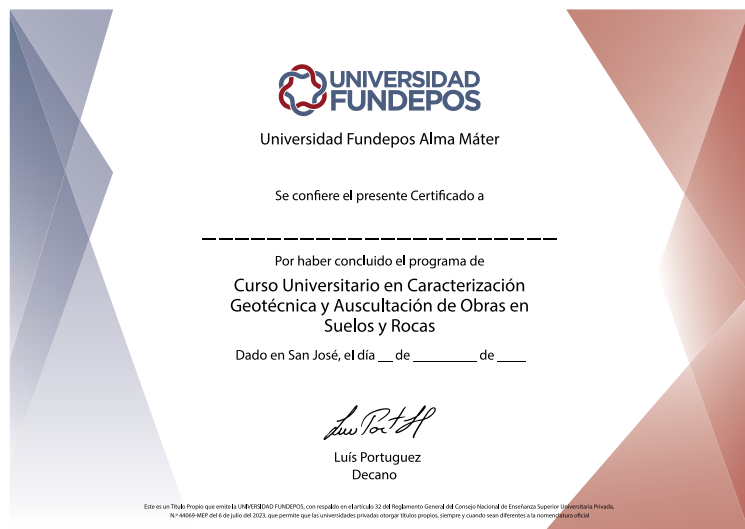 UNIVERSIDAD
FUNDEPOS
Universidad Fundepos Alma Máter
Se confiere el presente Certificado a
Por haber concluido el programa de
Curso Universitario en Caracterización
Geotécnica y Auscultación de Obras en
Suelos y Rocas
Dado en San José, el día __ de ________ de ____
Luís Portuguez
Decano
Este es un Título Propio que emite la UNIVERSIDAD FUNDEPOS, con respaldo en el artículo 32 del Reglamento General del Consejo Nacional de Enseñanza Superior Universitaria Privada,
N.º 44069-MEP del 6 de julio del 2023, que permite que las universidades privadas otorgar títulos propios, siempre y cuando sean diferentes a la nomenclatura oficial